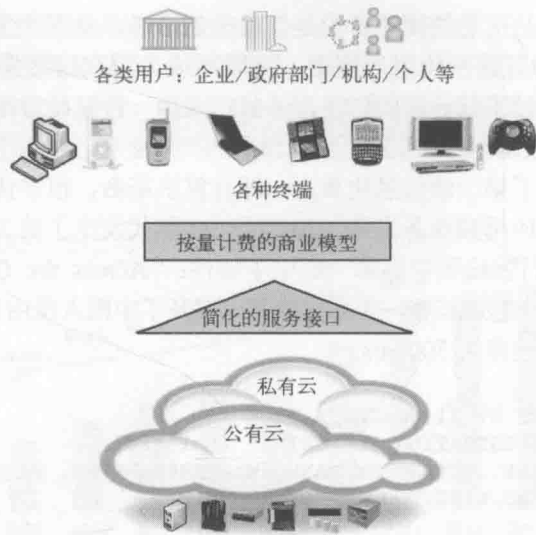 各类用户：企业/政府部门/机构/个人等
各种终端
按量计费的商业模型
简化的服务接口
私有云
公有云